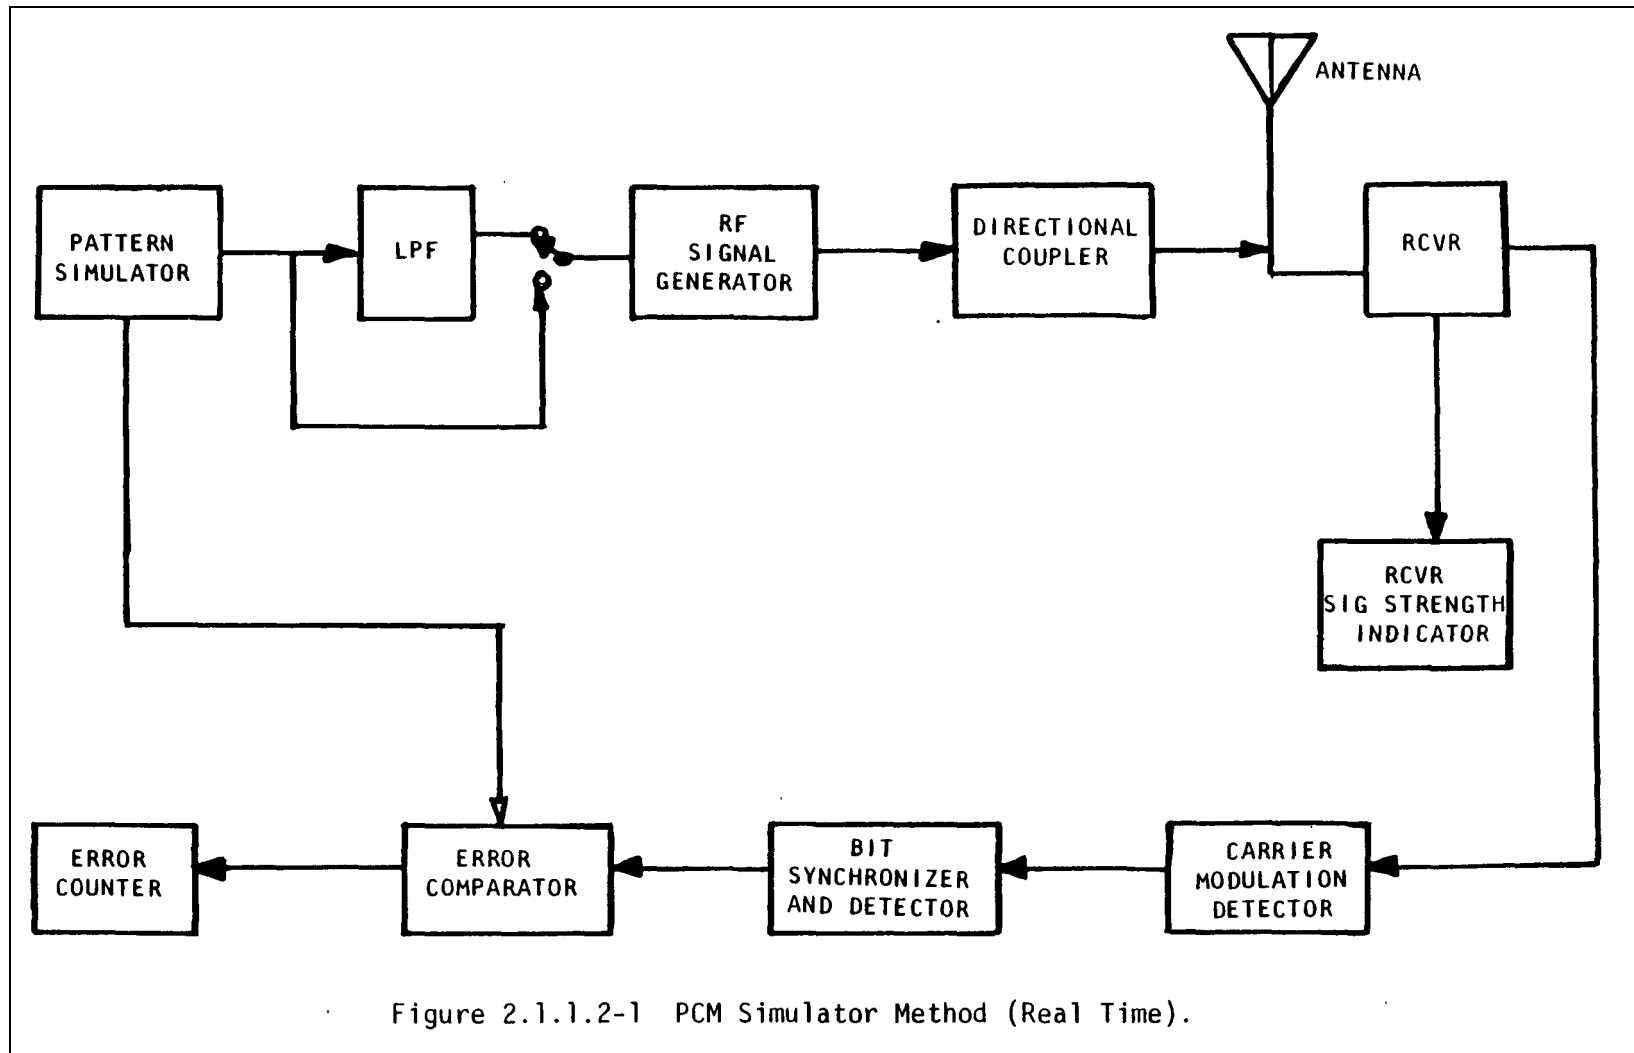 ANTENNA
PATTERN
SIMULATOR
LPF
RF
SIGNAL
GENERATOR
DIRECTIONAL
COUPLER
RCVR
RCVR
SIG STRENGTH
INDICATOR
ERROR
COUNTER
ERROR
COMPARATOR
BIT
SYNCHRONIZER
AND DETECTOR
CARRIER
MODULATION
DETECTOR
Figure 2.1.1.2-1 PCM Simulator Method (Real Time).